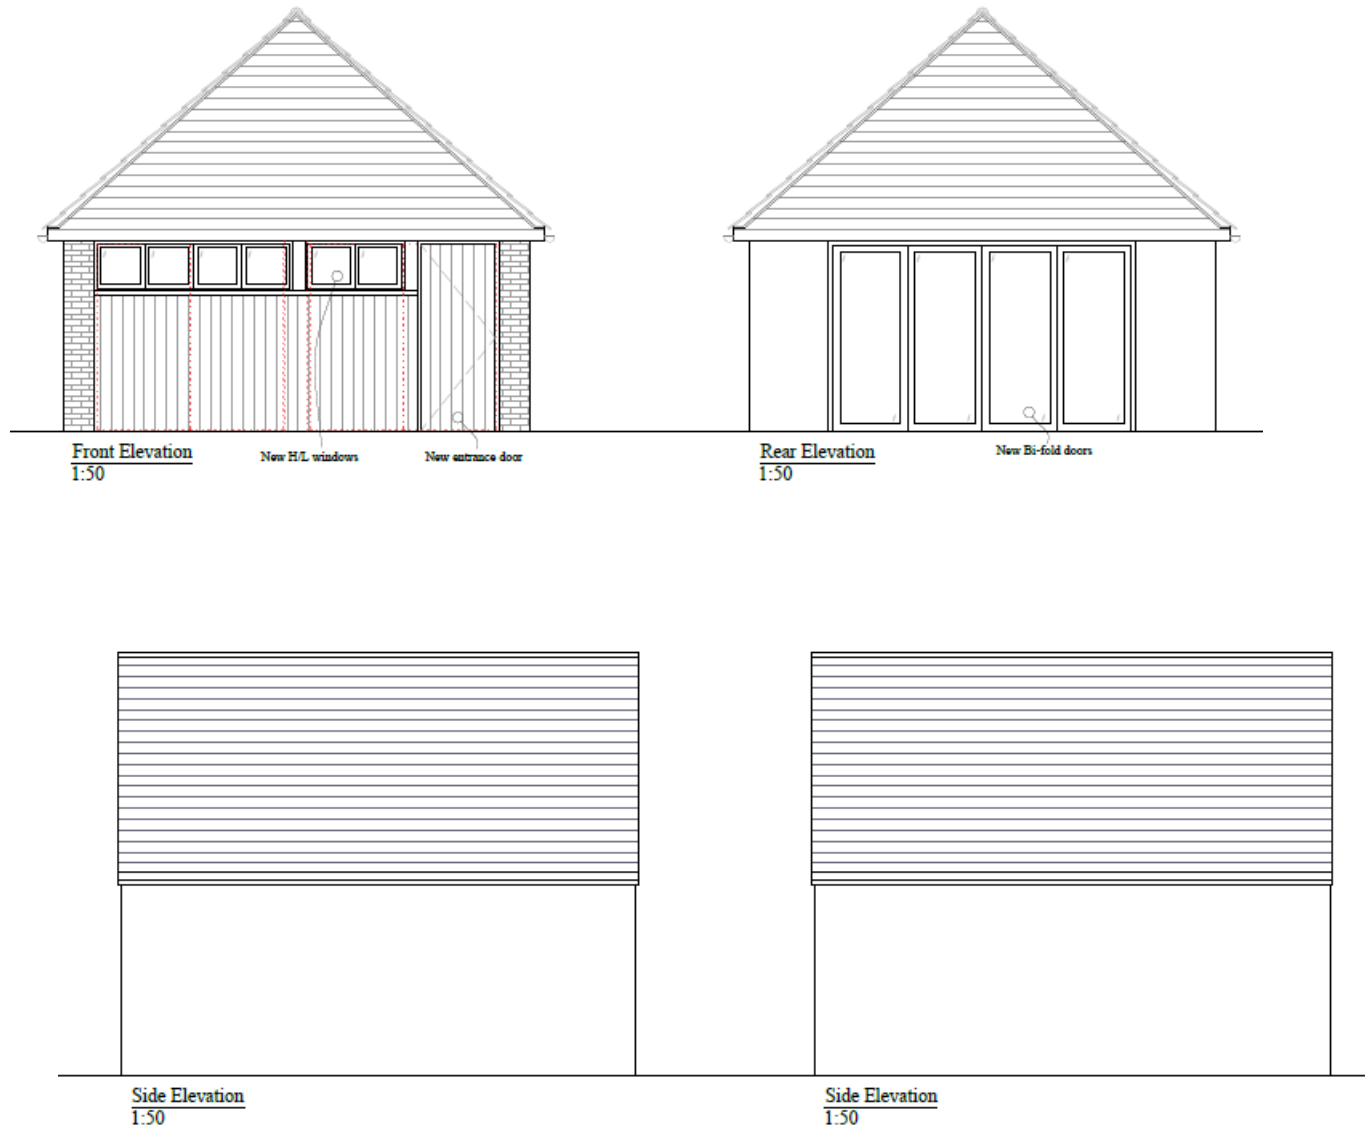 Front Elevation
1:50
New H/L windows
New entrance door
Rear Elevation
1:50
New Bi-fold doors
Side Elevation
1:50
Side Elevation
1:50